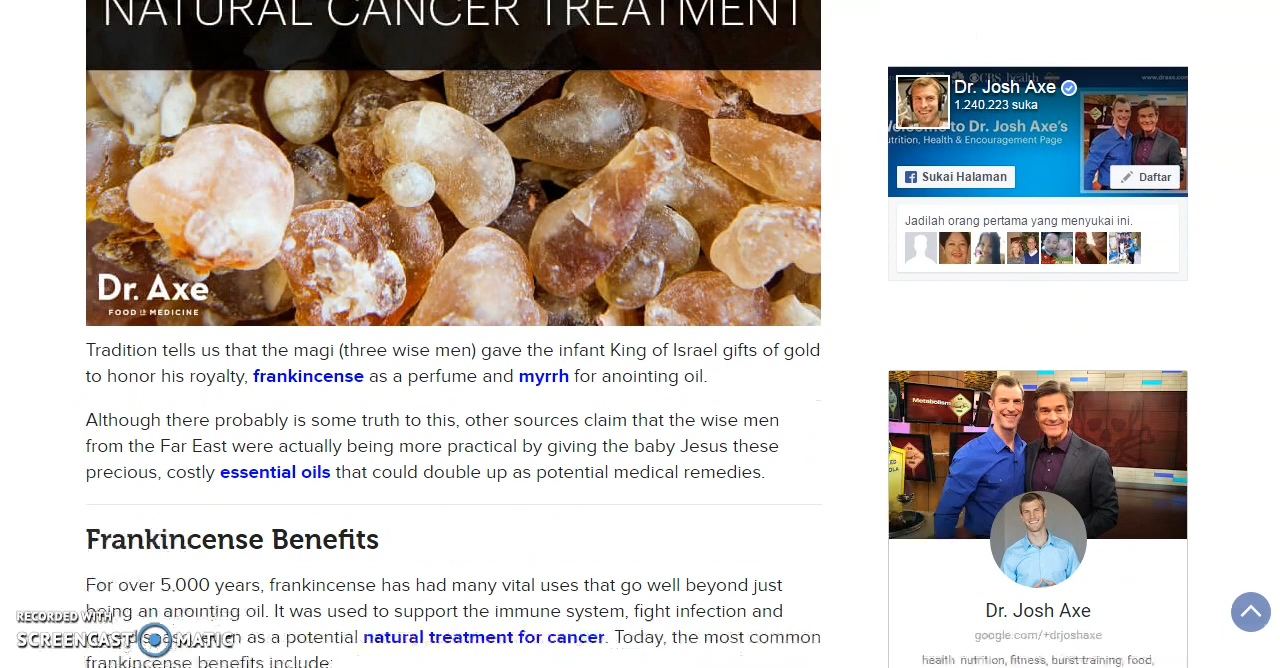 NATURAL CANCER TREATMENT
Dr. Axe
FOOD IS MEDICINE
Tradition tells us that the magi (three wise men) gave the infant King of Israel gifts of gold
to honor his royalty, frankincense as a perfume and myrrh for anointing oil.
Although there probably is some truth to this, other sources claim that the wise men
from the Far East were actually being more practical by giving the baby Jesus these
precious, costly essential oils that could double up as potential medical remedies.
Frankincense Benefits
For over 5,000 years, frankincense has had many vital uses that go well beyond just
being an anointing oil. It was used to support the immune system, fight infection and
as a potential natural treatment for cancer. Today, the most common
frankincense benefits include:
RECORDED WITH
SCREENCAST MATIC
CBS health
www.draxe.com
Dr. Josh Axe
1.240.223 suka
to Dr. Josh Axe's
utrition, Health & Encouragement Page
Sukai Halaman
Daftar
Jadilah orang pertama yang menyukai ini.
Metabolism
Dr. Josh Axe
google.com/+drjoshaxe
health, nutrition, fitness, burst training, food,